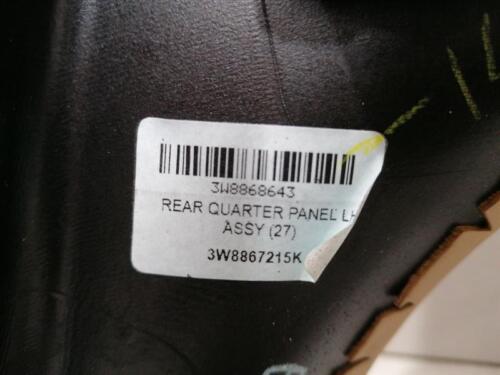 3W8868643
REAR QUARTER PANEL LH
ASSY (27)
3W8867215K